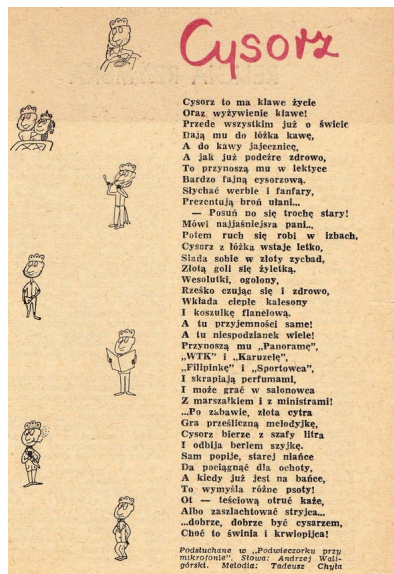 Cysorz
Cysorz to ma klawe życie
Oraz wyżywienie klawe!
Przede wszystkim już o świcie
Dają mu do łóżka kawę,
A do kawy jajecznicę,
A jak już podeżre zdrowo,
To przynoszą mu w lektyce
Bardzo fajną cysorzową.
Słychać werble i fanfary,
Prezentują broń ułani...
— Posuń no się trochę stary!
Mówi najjaśniejsza pani...
Potem ruch się robi w izbach,
Cysorz z łóżka wstaje letko,
Siada sobie w złoty zycbad,
Złotą goli się żyletką.
Wesolutki, ogolony,
Rześko czując się i zdrowo,
Wkłada ciepłe kalesony
I koszulkę flanelową.
A tu przyjemności same!
A tu niespodzianek wiele!
Przynoszą mu „Panoramę”,
„WTK” i „Karuzelę”,
„Filipinkę” i „Sportowca”,
I skrapiają perfumami,
I może grać w salonowca
Z marszałkiem i z ministrami!
...Po zabawie, złota cytra
Gra prześliczną melodyjkę,
Cysorz bierze z szafy litra
I odbija berłem szyjkę.
Sam popije, starej niańce
Da pociągnąć dla ochoty,
A kiedy już jest na bańce,
To wymyśla różne psoty!
Ot — teściową otruć każe,
Albo zaszlachtować stryjca...
...dobrze, dobrze być cysarzem,
Choć to świnia i krwiopijca!
Podsłuchane w „Podwieczorku przy
mikrofonie”. Słowa: Andrzej Wali-
górski. Melodia: Tadeusz Chyła